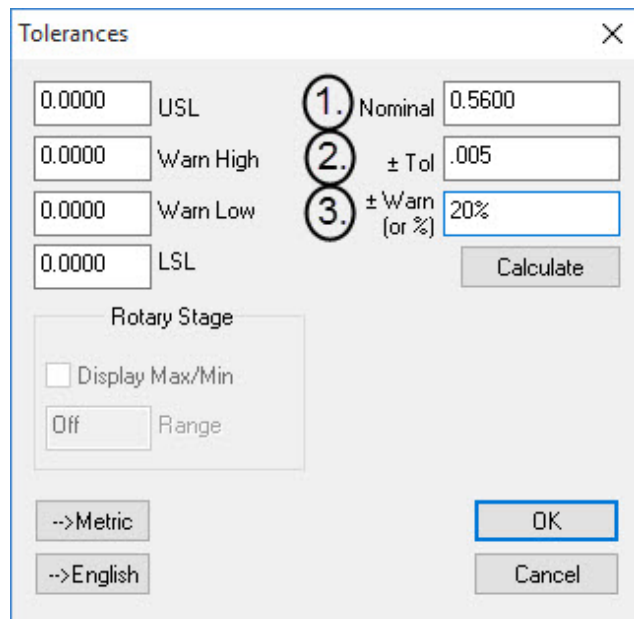 Tolerances
0.0000 USL
0.0000 Warn High
0.0000 Warn Low
0.0000 LSL
1. Nominal 0.5600
2. ± Tol .005
3. ± Warn
(or %) 20%
Calculate
Rotary Stage
Display Max/Min
Off Range
-->Metric
-->English
OK
Cancel